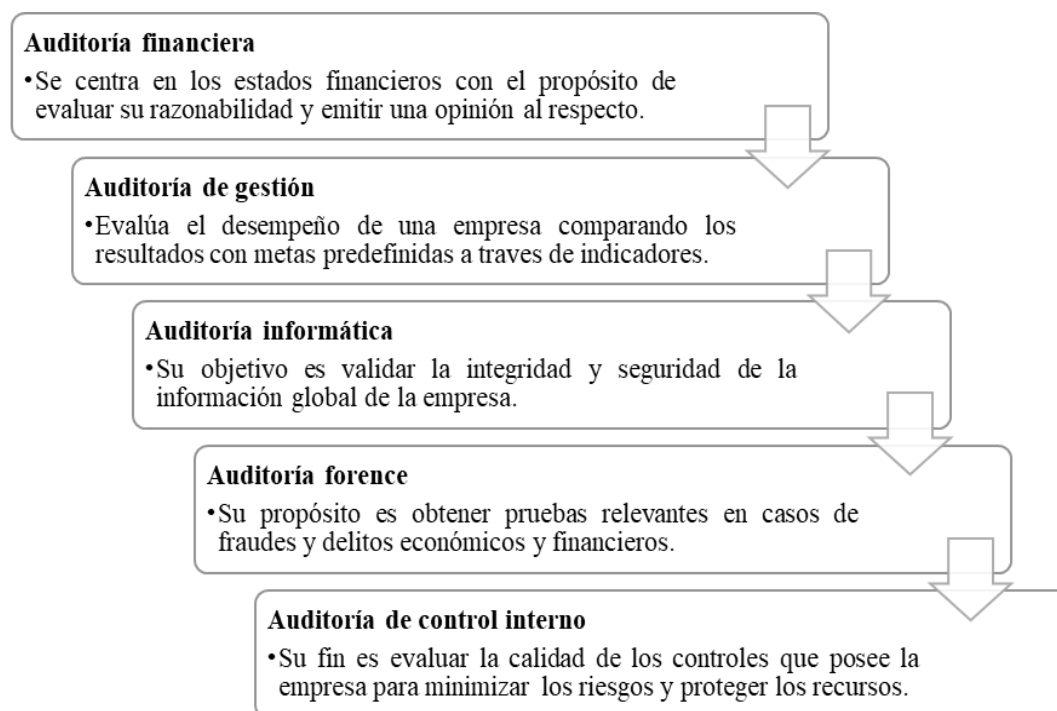 Auditoría financiera
•Se centra en los estados financieros con el propósito de
evaluar su razonabilidad y emitir una opinión al respecto.
Auditoría de gestión
•Evalúa el desempeño de una empresa comparando los
resultados con metas predefinidas a traves de indicadores.
Auditoría informática
•Su objetivo es validar la integridad y seguridad de la
información global de la empresa.
Auditoría forence
•Su propósito es obtener pruebas relevantes en casos de
fraudes y delitos económicos y financieros.
Auditoría de control interno
•Su fin es evaluar la calidad de los controles que posee la
empresa para minimizar los riesgos y proteger los recursos.